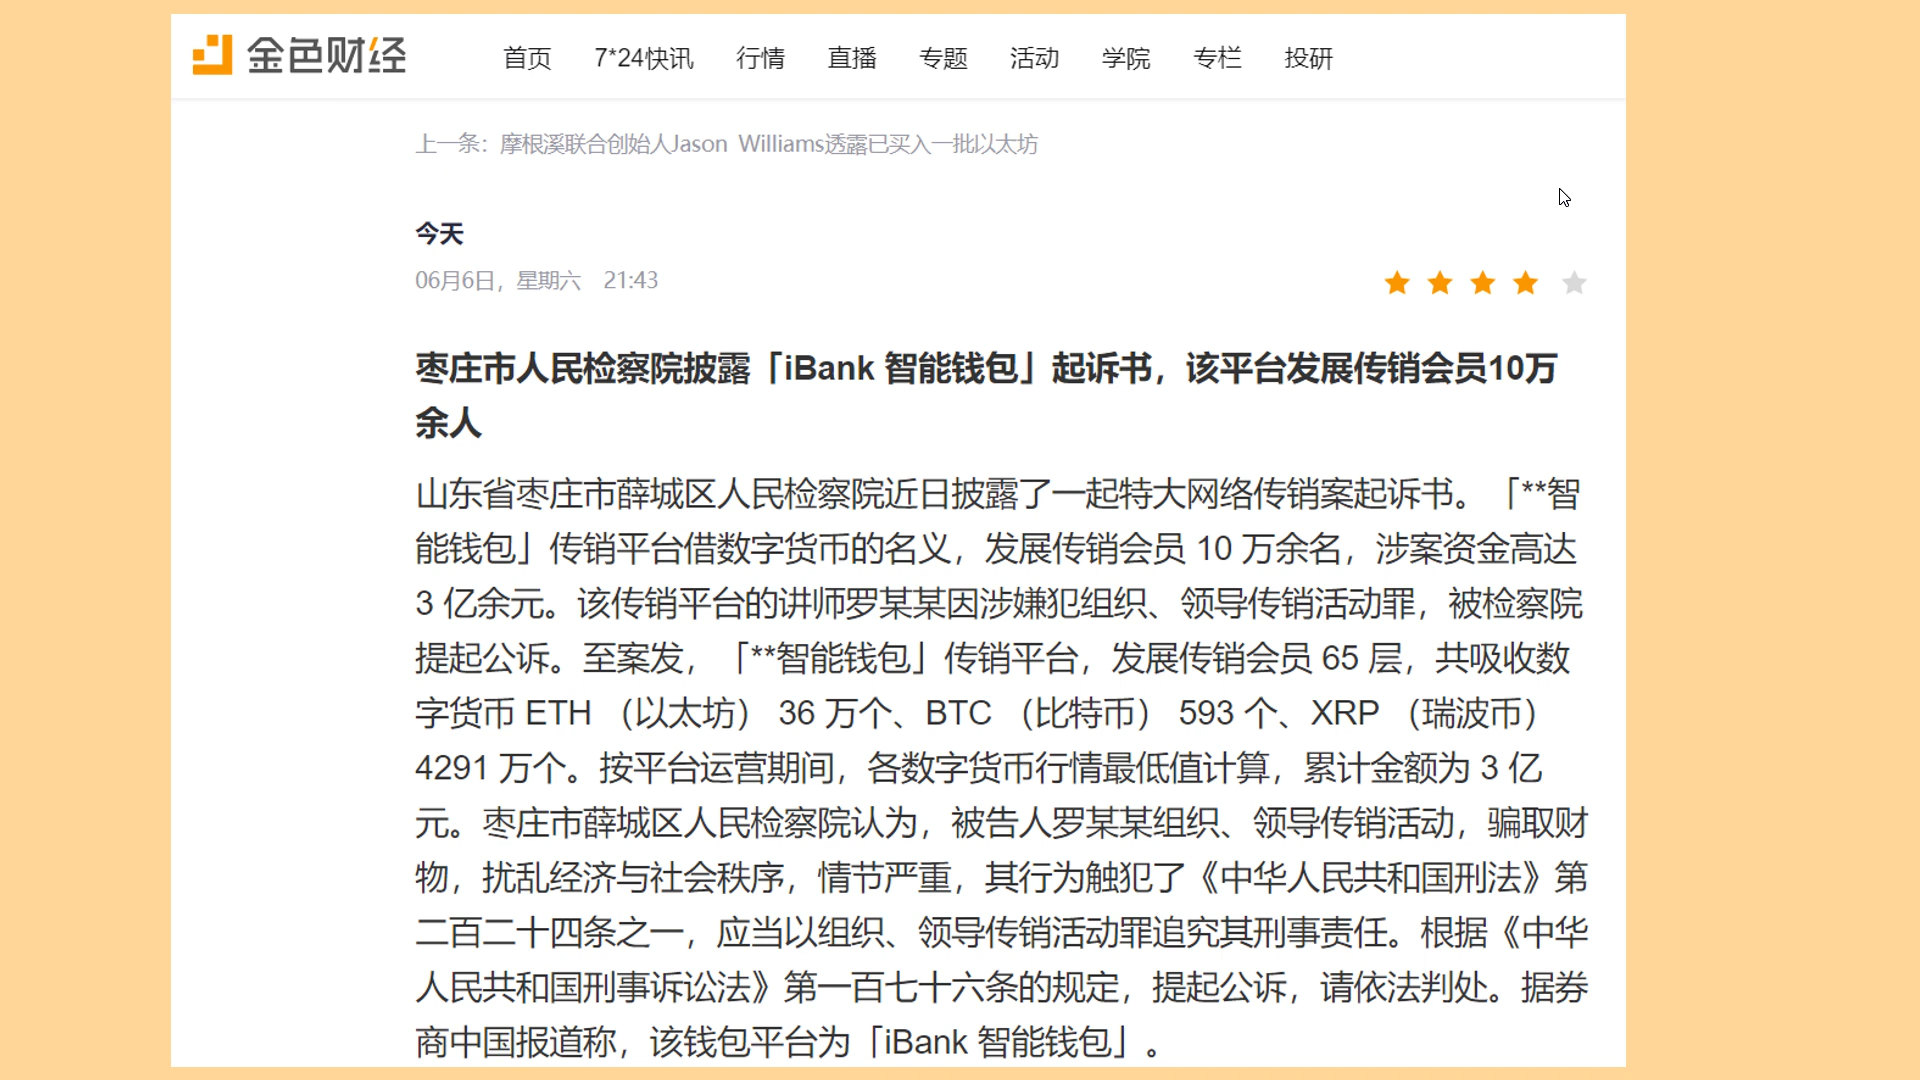 金色财经
首页 7*24快讯 行情 直播 专题 活动 学院 专栏 投研
上一条：摩根溪联合创始人Jason Williams透露已买入一批以太坊
今天
06月6日，星期六 21:43
枣庄市人民检察院披露「iBank 智能钱包」起诉书，该平台发展传销会员10万
余人
山东省枣庄市薛城区人民检察院近日披露了一起特大网络传销案起诉书。「**智
能钱包」传销平台借数字货币的名义，发展传销会员 10 万余名，涉案资金高达
3 亿余元。该传销平台的讲师罗某某因涉嫌犯组织、领导传销活动罪，被检察院
提起公诉。至案发，「**智能钱包」传销平台，发展传销会员 65 层，共吸收数
字货币 ETH （以太坊） 36 万个、BTC （比特币） 593 个、XRP （瑞波币）
4291 万个。按平台运营期间，各数字货币行情最低值计算，累计金额为 3 亿
元。枣庄市薛城区人民检察院认为，被告人罗某某组织、领导传销活动，骗取财
物，扰乱经济与社会秩序，情节严重，其行为触犯了《中华人民共和国刑法》第
二百二十四条之一，应当以组织、领导传销活动罪追究其刑事责任。根据《中华
人民共和国刑事诉讼法》第一百七十六条的规定，提起公诉，请依法判处。据券
商中国报道称，该钱包平台为「iBank 智能钱包」。